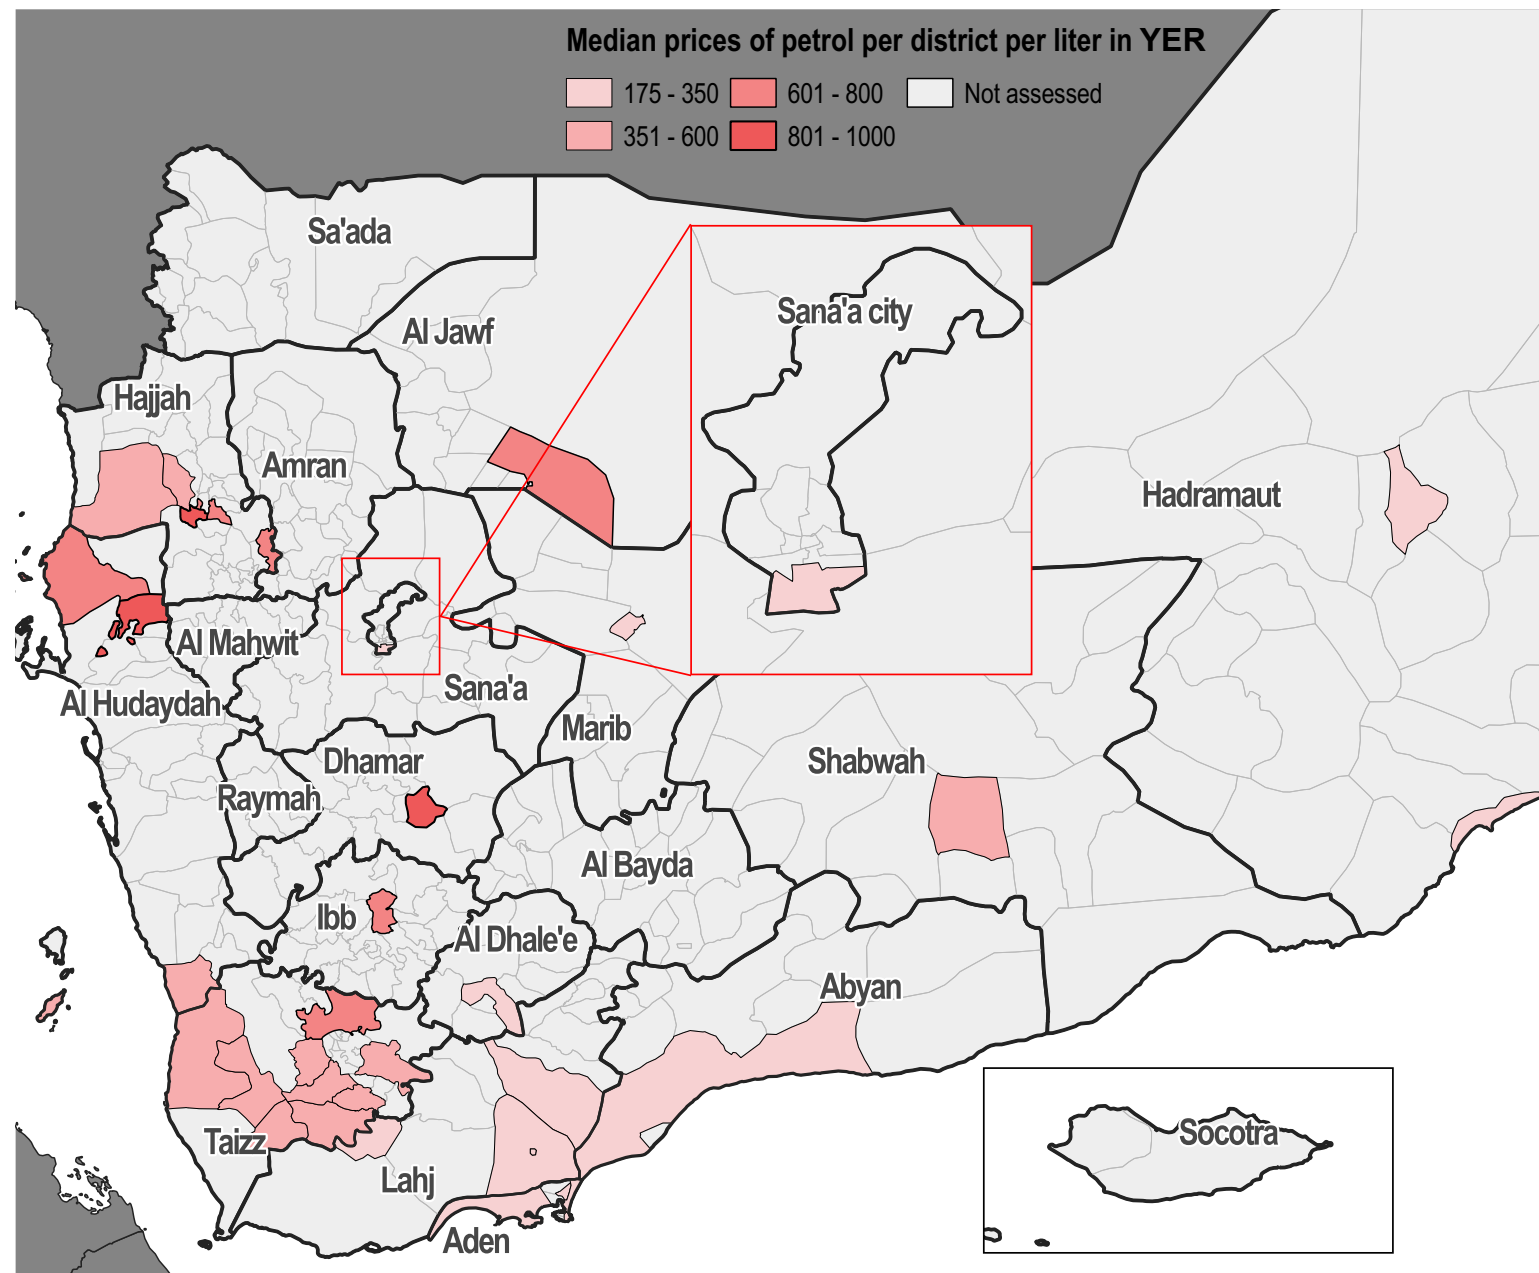 Median prices of petrol per district per liter in YER
175 - 350
601 - 800
Not assessed
351 - 600
801 - 1000
Sa'ada
Sana'a city
Al Jawf
Hajjah
Amran
Hadramaut
Al Mahwit
Sana'a
Al Hudaydah
Marib
Dhamar
Shabwah
Raymah
Al Bayda
Ibb
Al Dhale'e
Abyan
Taizz
Socotra
Lahj
Aden